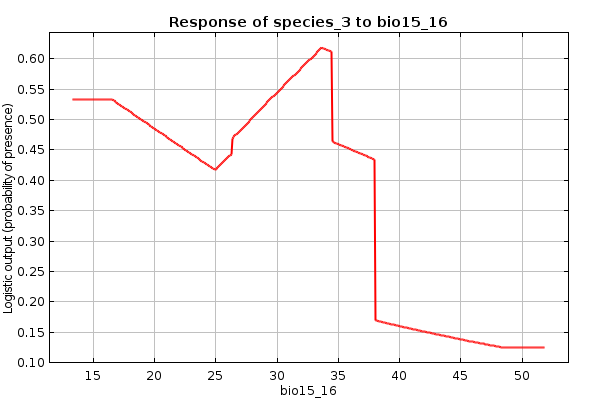 Response of species_3 to bio15_16
Logistic output (probability of presence)
0.60
0.55
0.50
0.45
0.40
0.35
0.30
0.25
0.20
0.15
0.10
15 20 25 30 35 40 45 50
bio15_16